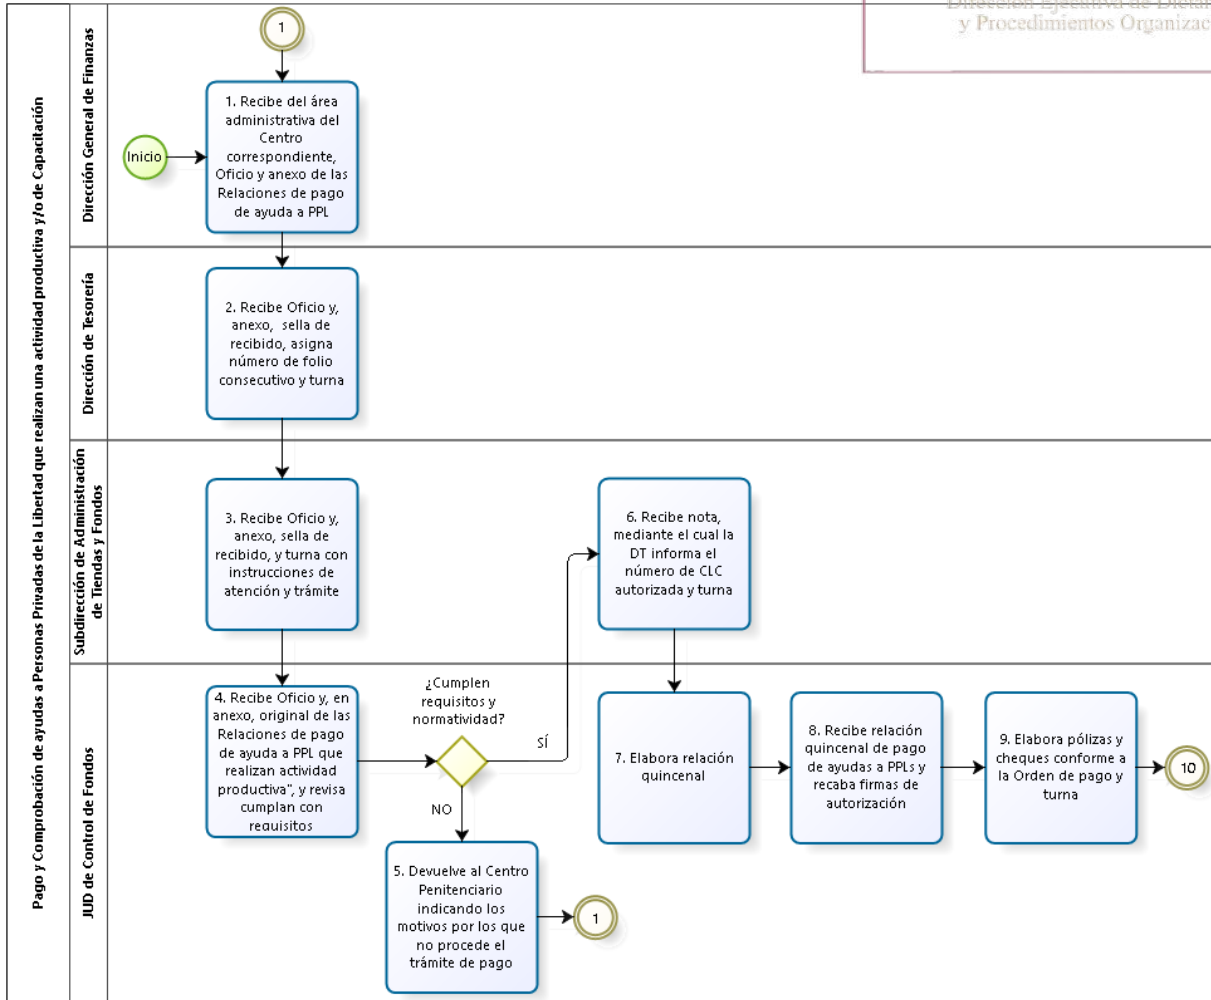 Dirección Ejecutiva de
y Procedimientos Organizac
Pago y Comprobación de ayudas a Personas Privadas de la Libertad que realizan una actividad productiva y/o de Capacitación
Dirección General de Finanzas
1
Inicio
1. Recibe del área
administrativa del
Centro
correspondiente,
Oficio y anexo de las
Relaciones de pago
de ayuda a PPL
Dirección de Tesorería
2. Recibe Oficio y,
anexo, sella de
recibido, asigna
número de folio
consecutivo y turna
Subdirección de Administración
de Tiendas y Fondos
3. Recibe Oficio y,
anexo, sella de
recibido, y turna con
instrucciones de
atención y trámite
6. Recibe nota,
mediante el cual la
DT informa el
número de CLC
autorizada y turna
JUD de Control de Fondos
4. Recibe Oficio y, en
anexo, original de las
Relaciones de pago
de ayuda a PPL que
realizan actividad
productiva", y revisa
cumplan con
requisitos
¿Cumplen
requisitos y
normatividad?
SÍ
NO
5. Devuelve al Centro
Penitenciario
indicando los
motivos por los que
no procede el
trámite de pago
1
7. Elabora relación
quincenal
8. Recibe relación
quincenal de pago
de ayudas a PPLs y
recaba firmas de
autorización
9. Elabora pólizas y
cheques conforme a
la Orden de pago y
turna
10